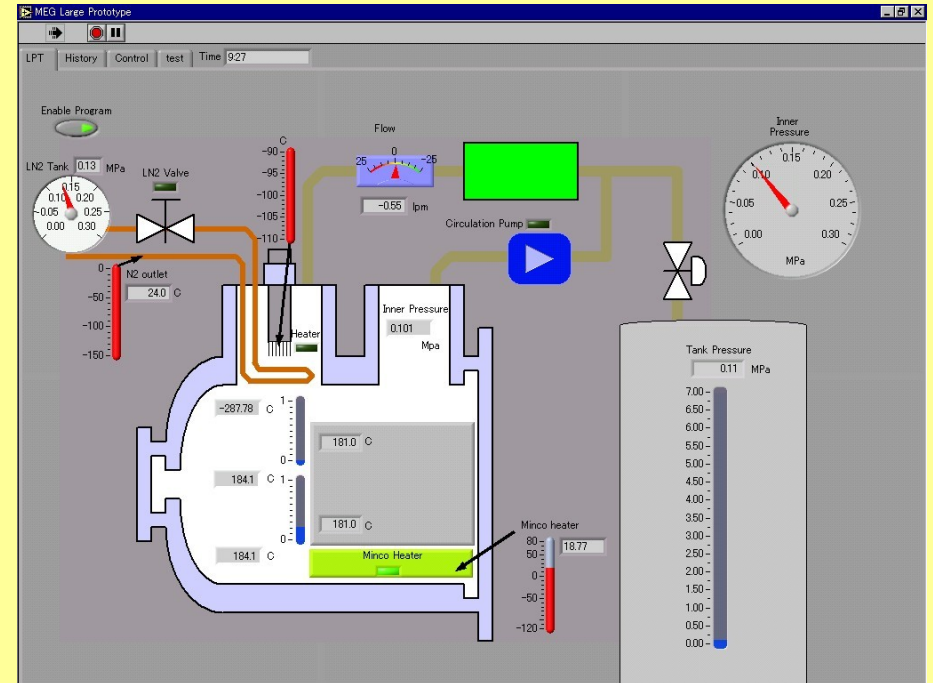 MEG Large Prototype
LPT History Control test Time 9:27
Enable Program
LN2 Tank 0.13 MPa
0.15
0.10 0.20
-0.05 0.25-
0.00 0.30
LN2 Valve
C
-90
-95
-100
-105
-110
Flow
25 0 -25
-0.55 lpm
Circulation Pump
Inner
Pressure
0.15
0.10 0.20
-0.05 0.25-
0.00 0.30
MPa
N2 outlet
24.0 C
0
-50
-100
-150
Heater
Inner Pressure
0.101
Mpa
-287.78 C
1
0
184.1 C
1
0
184.1 C
181.0 C
181.0 C
Minco Heater
Minco heater
18.77
80
50
0
-50
-120
Tank Pressure
0.11 MPa
7.00
6.50
6.00
5.50
5.00
4.50
4.00
3.50
3.00
2.50
2.00
1.50
1.00
0.50
0.00